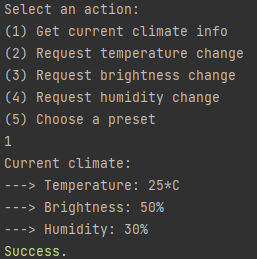 Select an action:
(1) Get current climate info
(2) Request temperature change
(3) Request brightness change
(4) Request humidity change
(5) Choose a preset
1
Current climate:
---> Temperature: 25*C
---> Brightness: 50%
---> Humidity: 30%
Success.